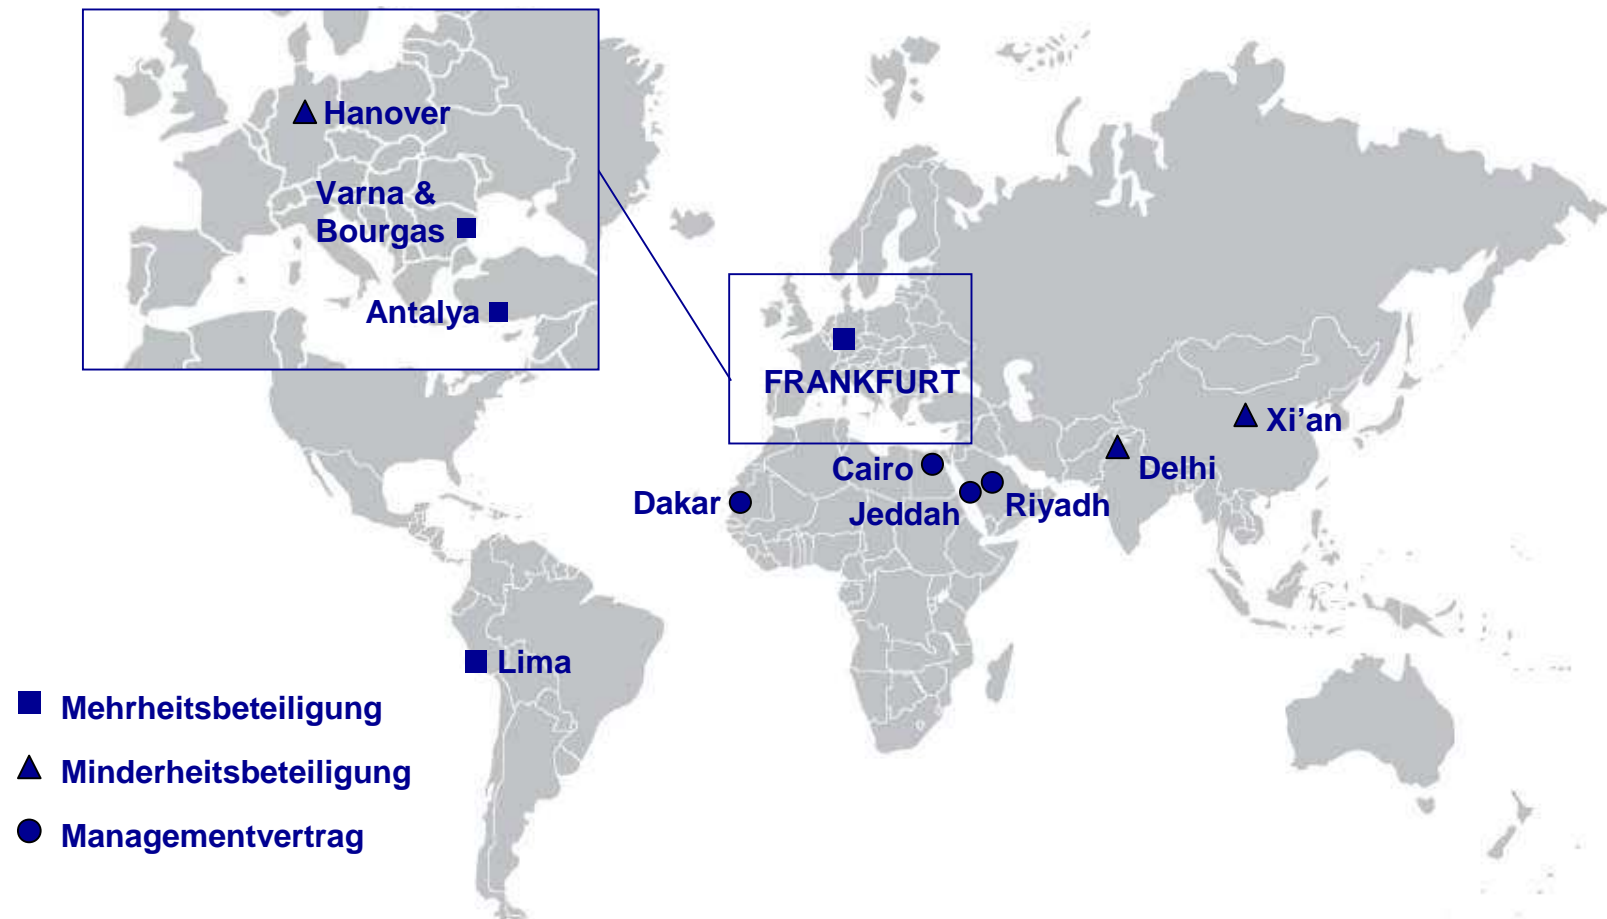 Hanover
Varna &
Bourgas
Antalya
FRANKFURT
Xi’an
Delhi
Cairo
Riyadh
Dakar
Jeddah
Lima
Mehrheitsbeteiligung
Minderheitsbeteiligung
Managementvertrag